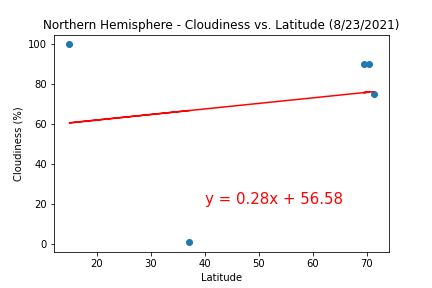 Northern Hemisphere - Cloudiness vs. Latitude (8/23/2021)
100
80
60
40
20
0
Cloudiness (%)
y = 0.28x + 56.58
20 30 40 50 60 70
Latitude